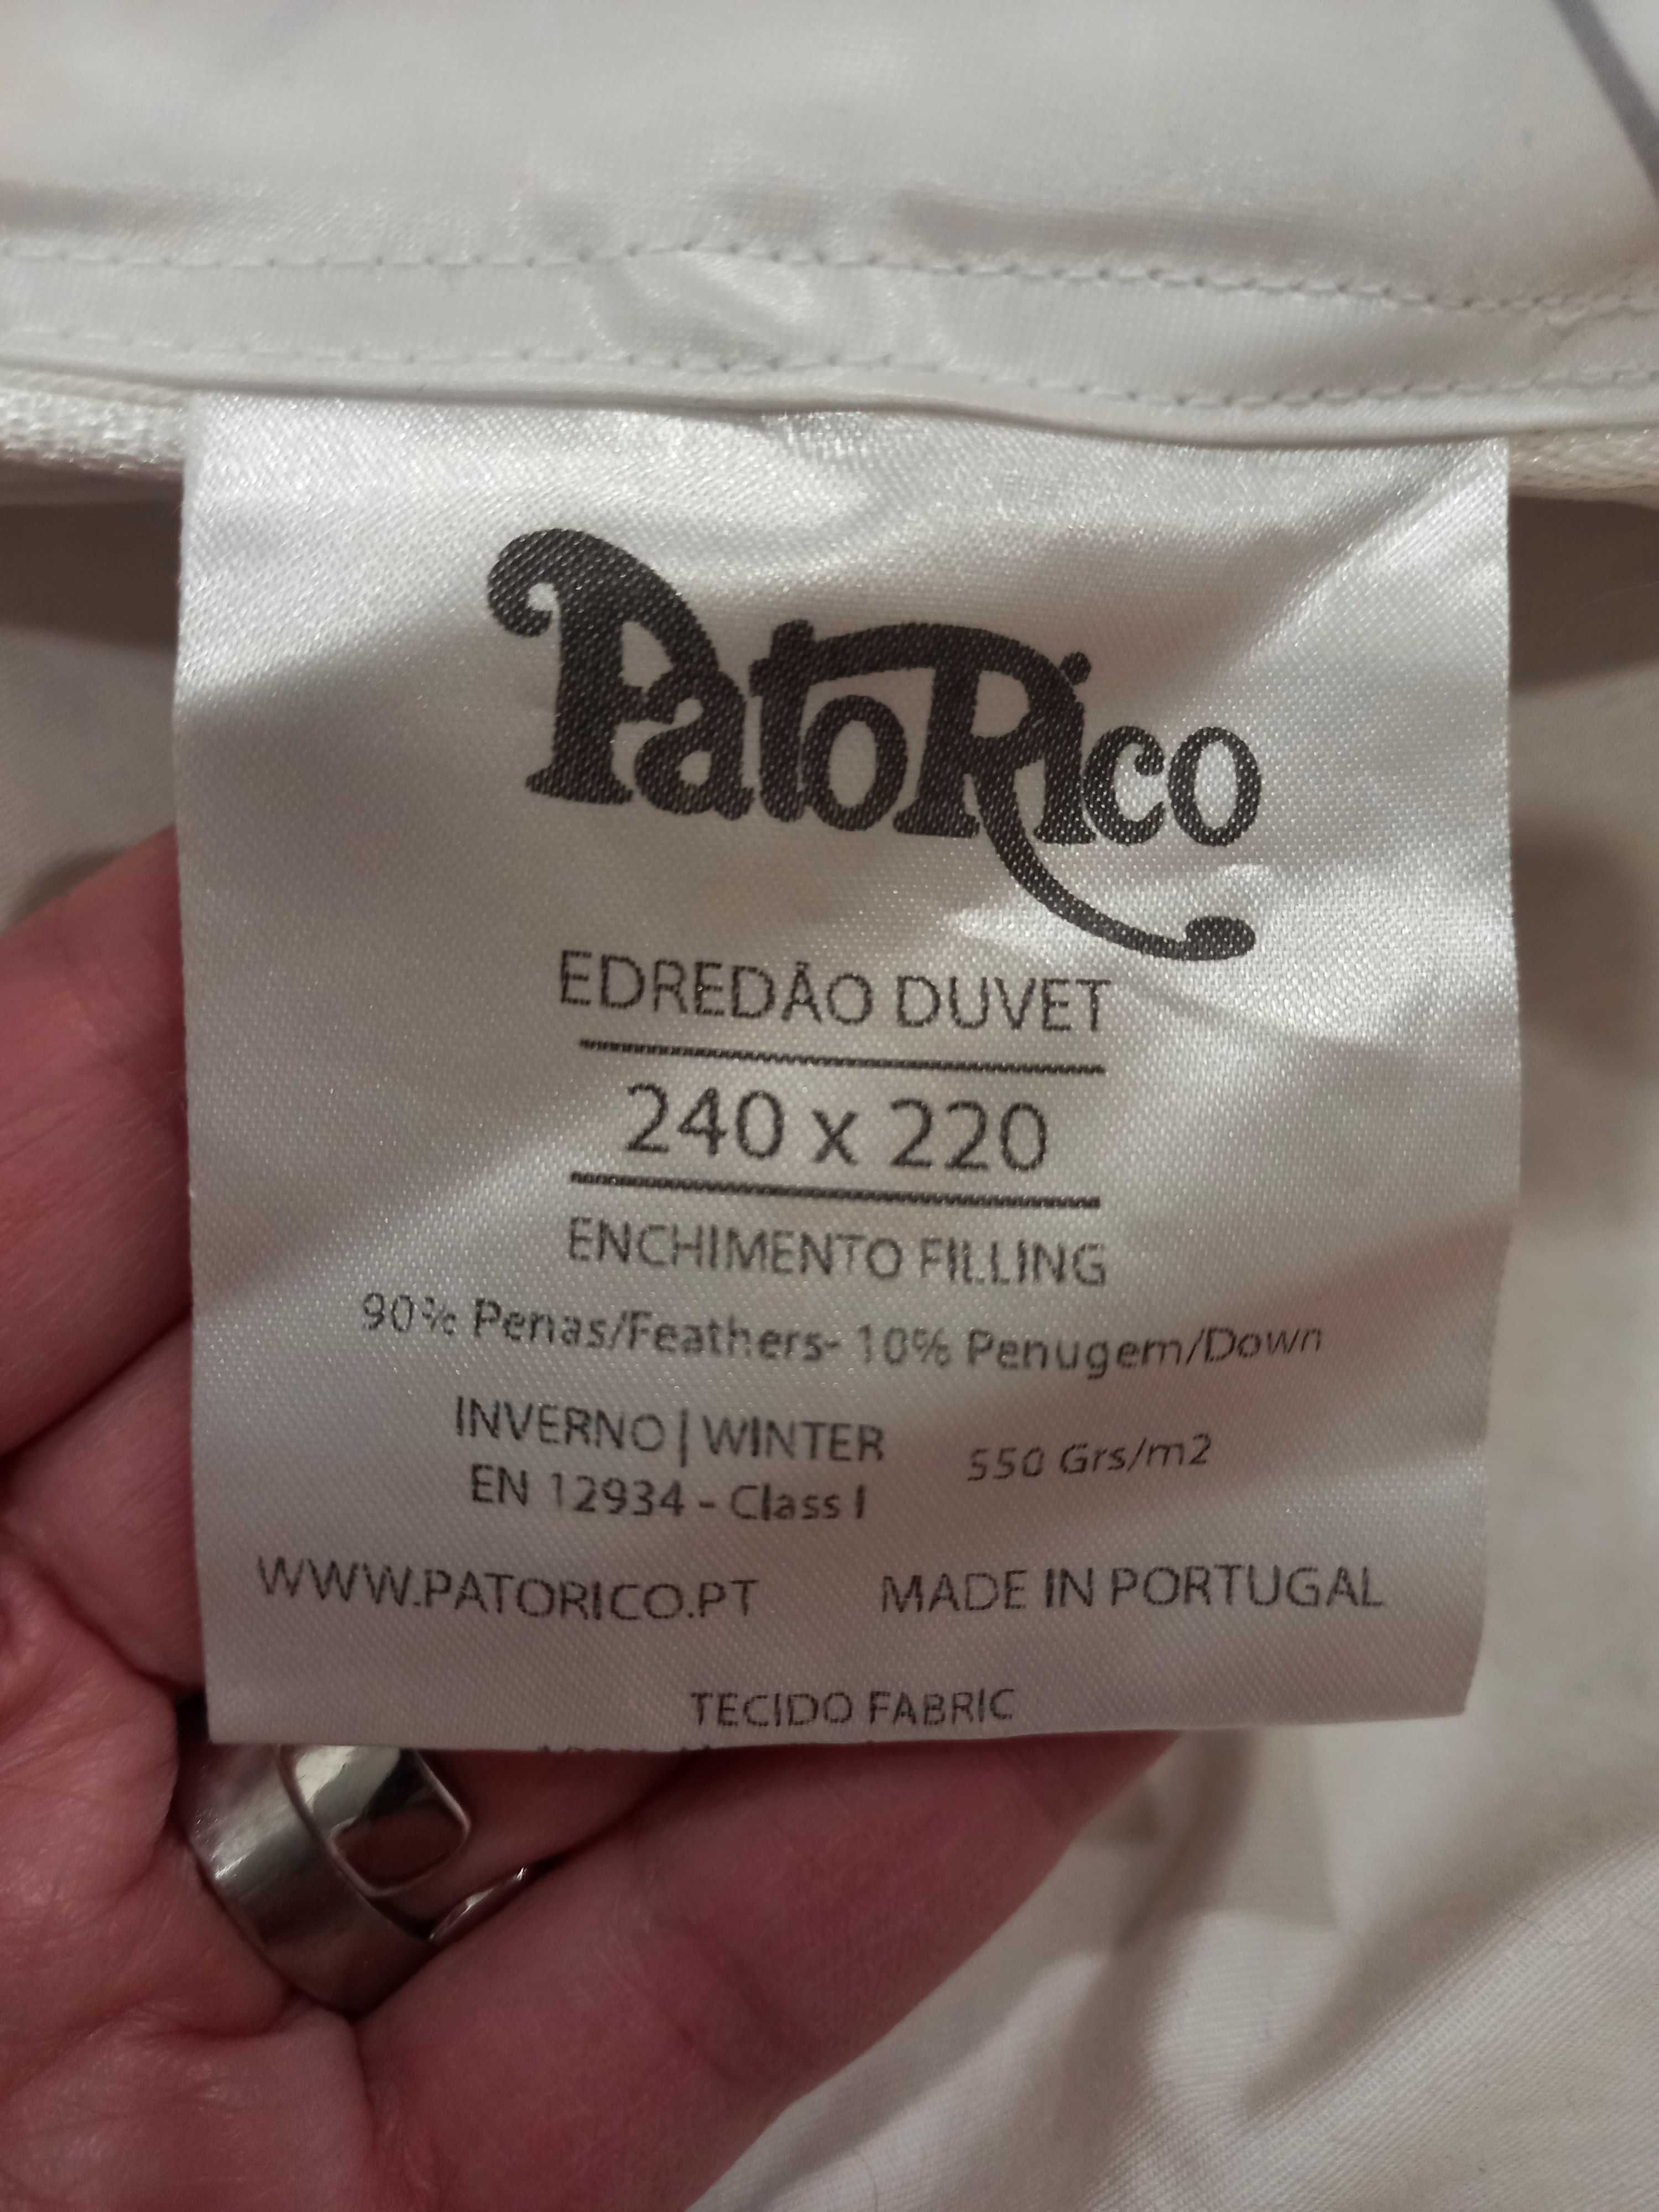 PatoRico
EDREDÃO DUVET
240 x 220
ENCHIMENTO FILLING
90% Penas/Feathers- 10% Penugem/Down
INVERNO | WINTER 550 Grs/m2
EN 12934 - Class I
WWW.PATORICO.PT MADE IN PORTUGAL
TECIDO FABRIC